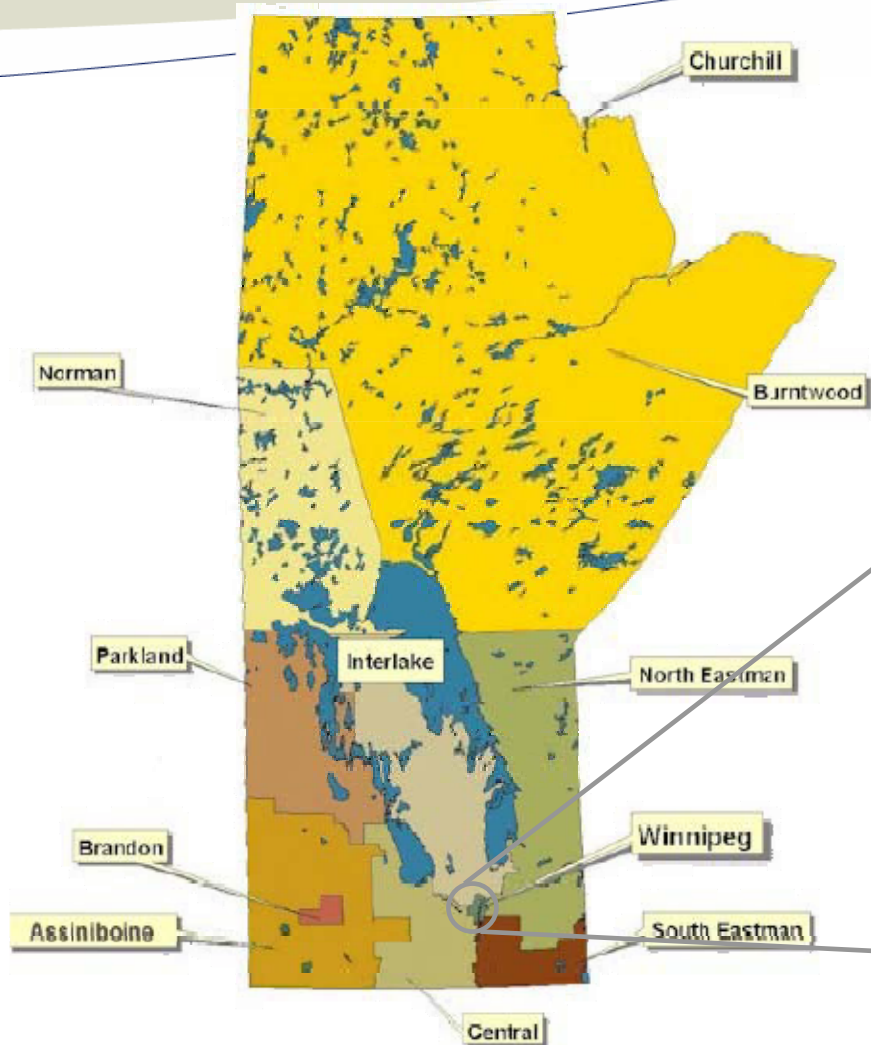 Churchill
Norman
Burntwood
Parkland
Interlake
North Eastman
Brandon
Winnipeg
Assiniboine
South Eastman
Central